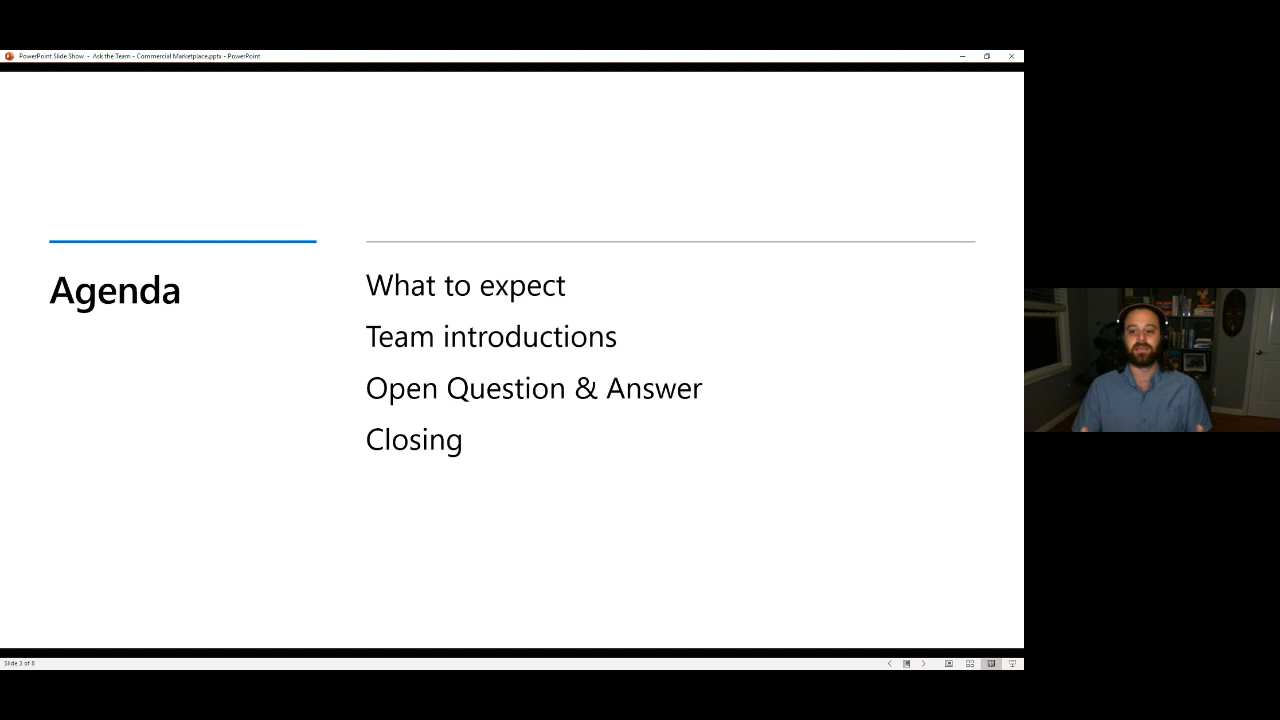 PowerPoint Slide Show - Ask the Team - Commercial Marketplace.pptx - PowerPoint
Agenda
What to expect
Team introductions
Open Question & Answer
Closing
Slide 3 of 8